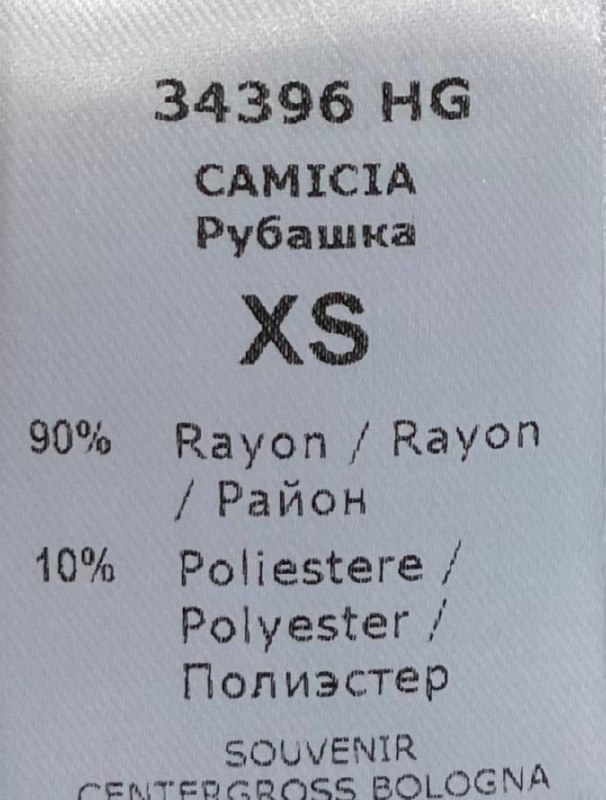 34396 HG
CAMICIA
Рубашка
XS
90% Rayon / Rayon
/ Район
10% Poliestere /
Polyester /
Полиэстер
SOUVENIR
CENTERGROSS BOLOGNA